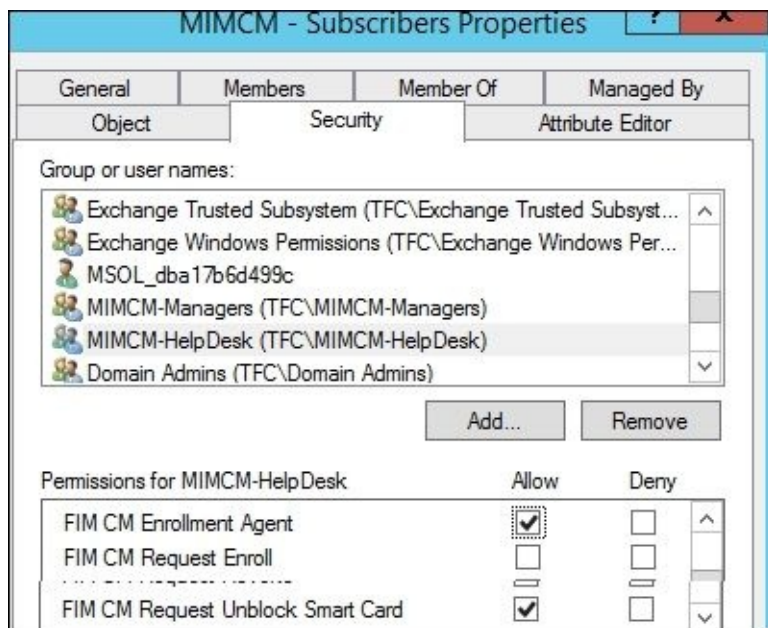 MIMCM - Subscribers Properties ? x
General Members Member Of Managed By
Object Security Attribute Editor
Group or user names:
Exchange Trusted Subsystem (TFC\Exchange Trusted Subsyst...
Exchange Windows Permissions (TFC\Exchange Windows Per...
MSOL_dba17b6d499c
MIMCM-Managers (TFC\MIMCM-Managers)
MIMCM-HelpDesk (TFC\MIMCM-HelpDesk)
Domain Admins (TFC\Domain Admins)
Add... Remove
Permissions for MIMCM-HelpDesk Allow Deny
FIM CM Enrollment Agent
FIM CM Request Enroll
FIM CM Request Unblock Smart Card